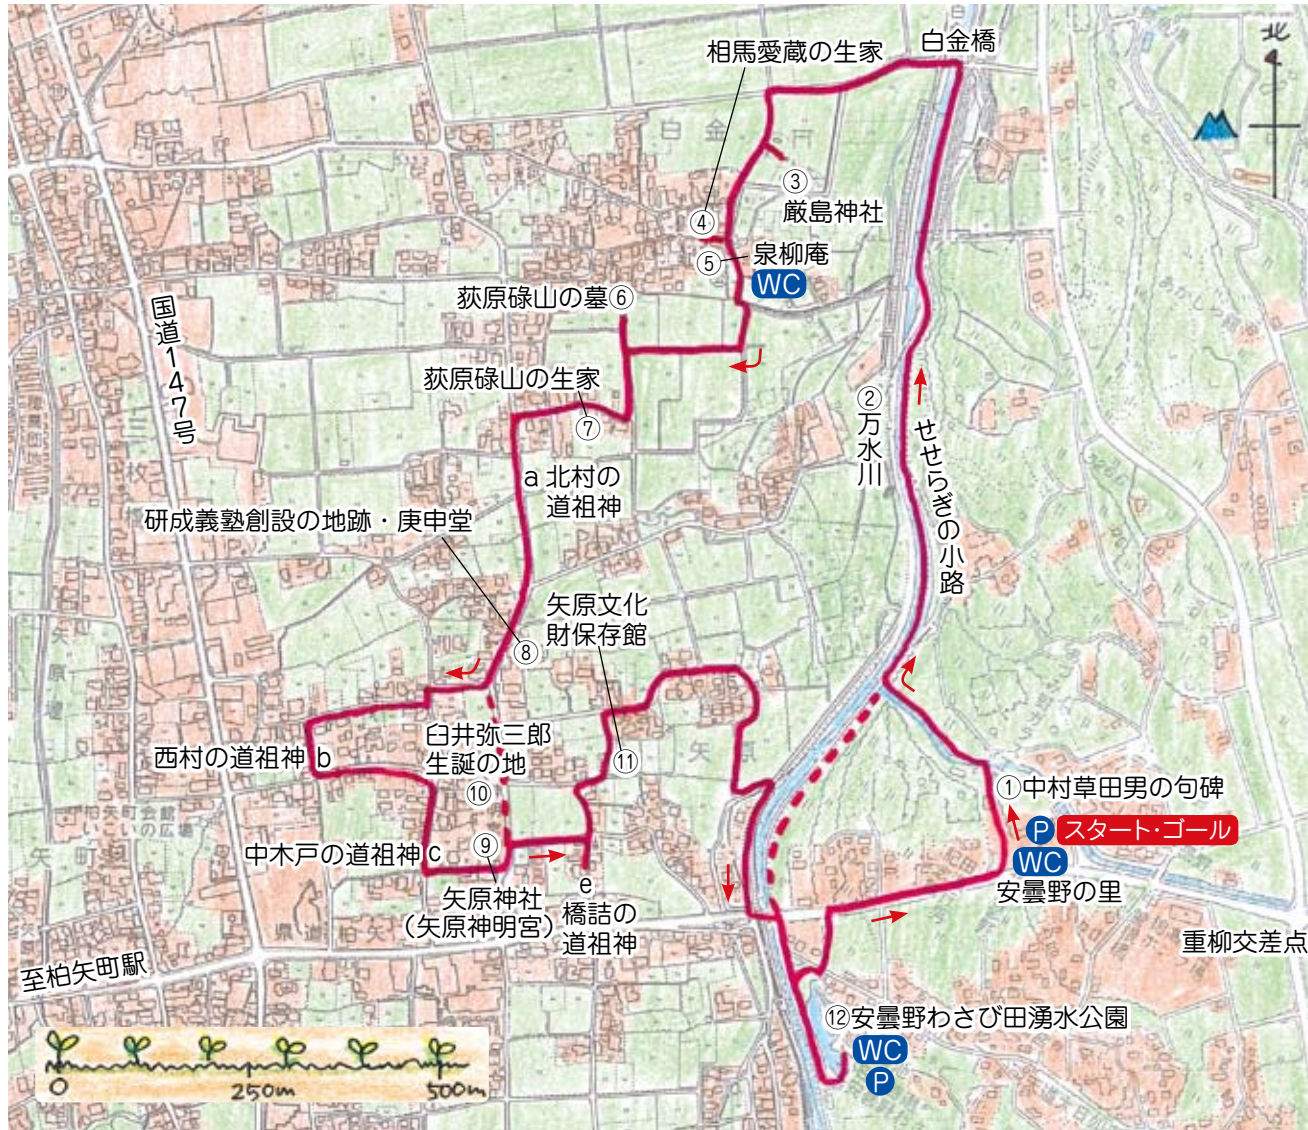 北
白金橋
相馬愛蔵の生家
白金
③
厳島神社
④
⑤
泉柳庵
WC
荻原碌山の墓⑥
国道147号
荻原碌山の生家
⑦
②万水川
せせらぎの小路
a 北村の
道祖神
研成義塾創設の地跡・庚申堂
⑧
矢原文化
財保存館
⑪
臼井弥三郎
生誕の地
⑩
西村の道祖神 b
①中村草田男の句碑
P スタート・ゴール
WC
安曇野の里
中木戸の道祖神 c
⑨
矢原神社
（矢原神明宮）
e
橋詰の
道祖神
重柳交差点
至柏矢町駅
⑫安曇野わさび田湧水公園
WC
P
0 250m 500m